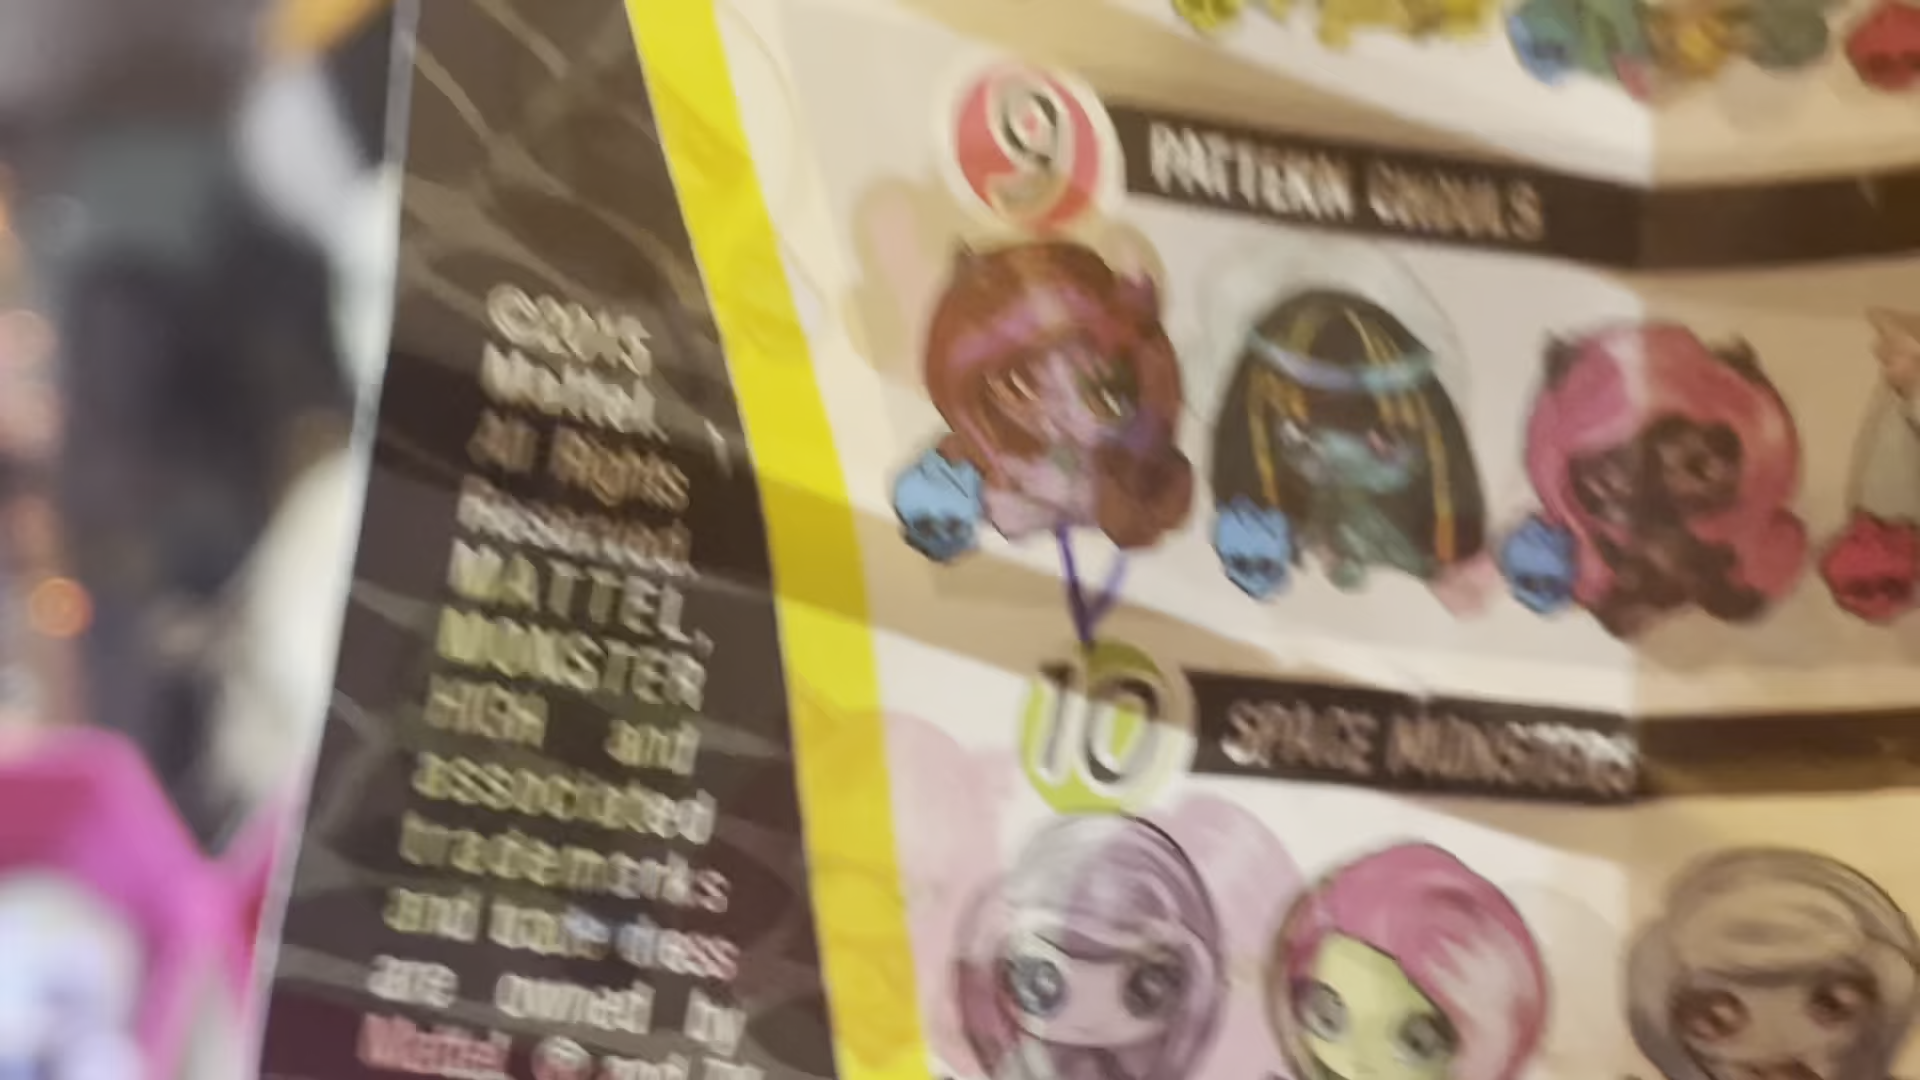 ©2015
Mattel.
All Rights
Reserved.
MATTEL,
MONSTER
HIGH and
associated
trademarks
and trade dress
are owned by
Mattel
and
9 PATTERN GHOULS
10 SPACE MONSTERS